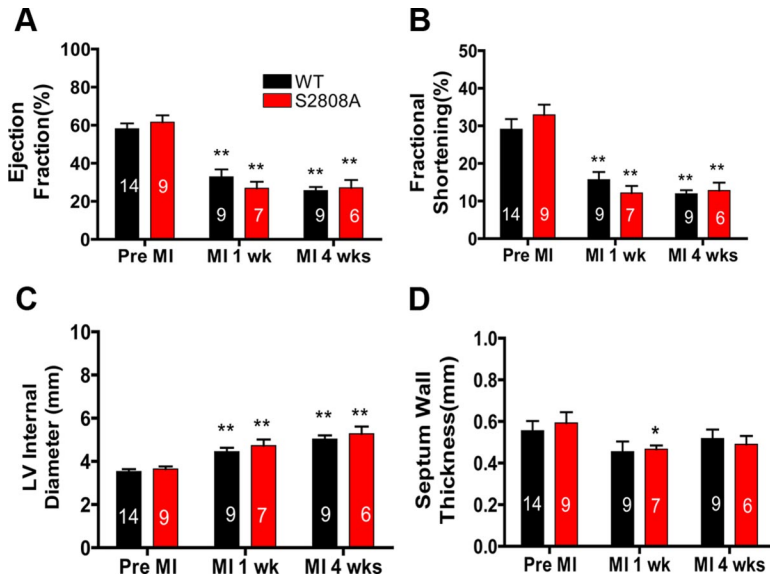 A
Ejection
Fraction(%)
100
80
60
40
20
0
WT
S2808A
** ** ** **
14 9 9 7 9 6
Pre MI MI 1 wk MI 4 wks
B
Fractional
Shortening(%)
50
40
30
20
10
0
** ** ** **
14 9 9 7 9 6
Pre MI MI 1 wk MI 4 wks
C
LV Internal
Diameter (mm)
10
8
6
4
2
0
** ** ** **
14 9 9 7 9 6
Pre MI MI 1 wk MI 4 wks
D
Septum Wall
Thickness(mm)
1.0
0.8
0.6
0.4
0.2
0.0
*
14 9 9 7 9 6
Pre MI MI 1 wk MI 4 wks